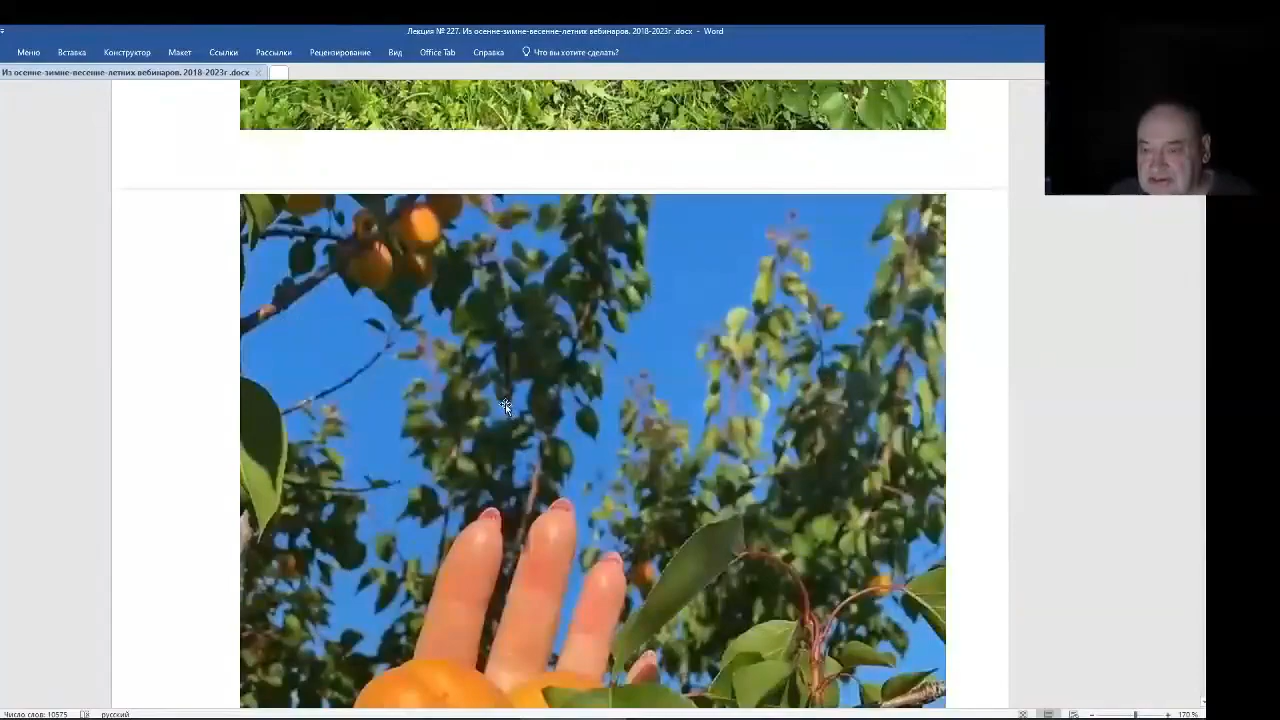 Лекция № 227. Из осенне-зимне-весенне-летних вебинаров. 2018-2023г .docx - Word
Меню Вставка Конструктор Макет Ссылки Рассылки Рецензирование Вид Office Tab Справка Что вы хотите сделать?
Из осенне-зимне-весенне-летних вебинаров. 2018-2023г .docx
Число слов: 10575 русский 170 %